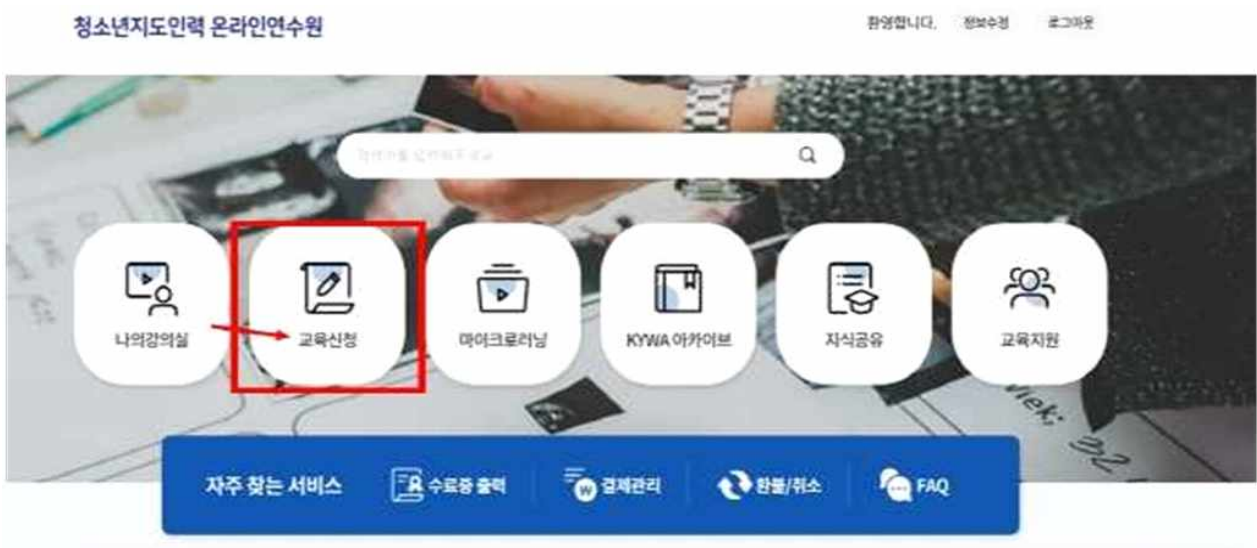 청소년지도인력 온라인연수원
환영합니다. 정보수정 로그아웃
나의강의실 교육신청 마이크로러닝 KYWA 아카이브 지식공유 교육지원
자주 찾는 서비스 수료증 출력 결제관리 환불/취소 FAQ